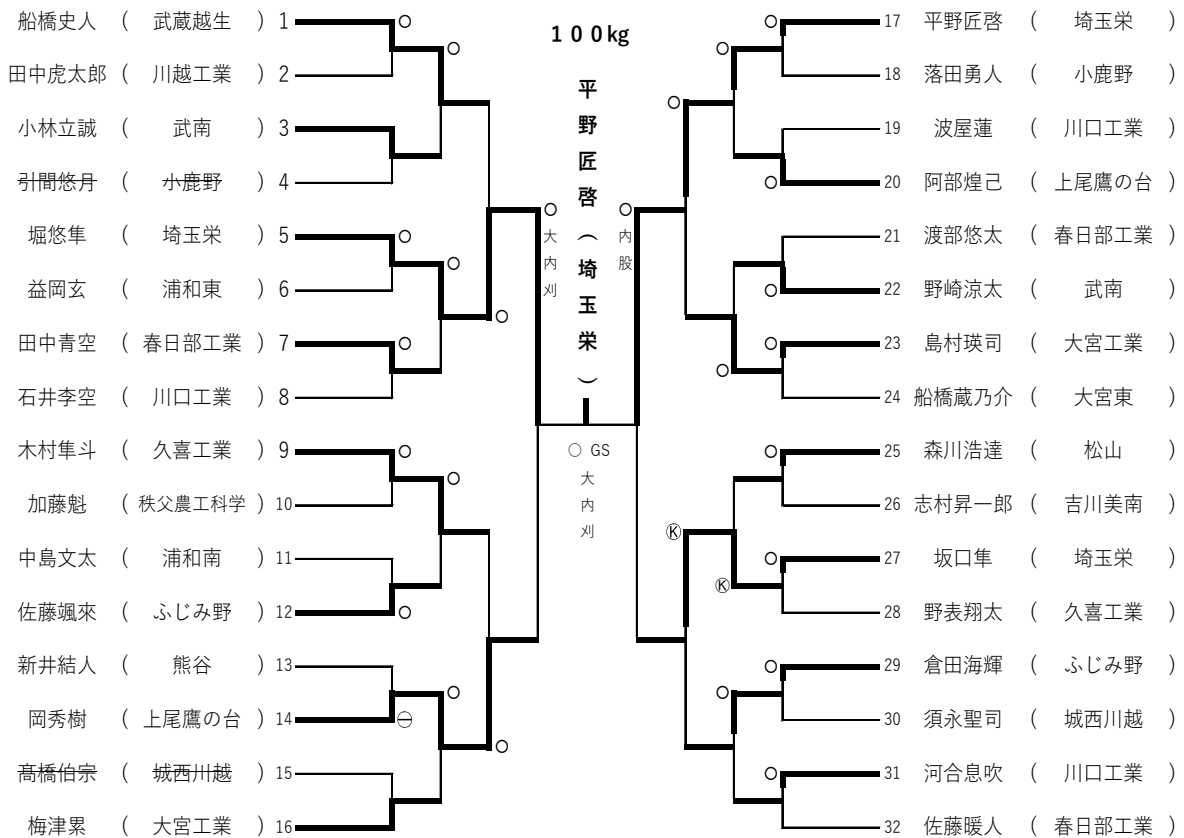 100kg
船橋史人 ( 武蔵越生 ) 1
田中虎太郎 ( 川越工業 ) 2
小林立誠 ( 武南 ) 3
引間悠月 ( 小鹿野 ) 4
堀悠隼 ( 埼玉栄 ) 5
益岡玄 ( 浦和東 ) 6
田中青空 ( 春日部工業 ) 7
石井李空 ( 川口工業 ) 8
木村隼斗 ( 久喜工業 ) 9
加藤魁 ( 秩父農工科学 ) 10
中島文太 ( 浦和南 ) 11
佐藤颯來 ( ふじみ野 ) 12
新井結人 ( 熊谷 ) 13
岡秀樹 ( 上尾鷹の台 ) 14
髙橋伯宗 ( 城西川越 ) 15
梅津累 ( 大宮工業 ) 16
平野匠啓(埼玉栄)
○
大内刈
○
内股
○ GS
大内刈
Ⓚ
Ⓚ
17 平野匠啓 ( 埼玉栄 )
18 落田勇人 ( 小鹿野 )
19 波屋蓮 ( 川口工業 )
20 阿部煌己 ( 上尾鷹の台 )
21 渡部悠太 ( 春日部工業 )
22 野崎涼太 ( 武南 )
23 島村瑛司 ( 大宮工業 )
24 船橋蔵乃介 ( 大宮東 )
25 森川浩達 ( 松山 )
26 志村昇一郎 ( 吉川美南 )
27 坂口隼 ( 埼玉栄 )
28 野表翔太 ( 久喜工業 )
29 倉田海輝 ( ふじみ野 )
30 須永聖司 ( 城西川越 )
31 河合息吹 ( 川口工業 )
32 佐藤暖人 ( 春日部工業 )